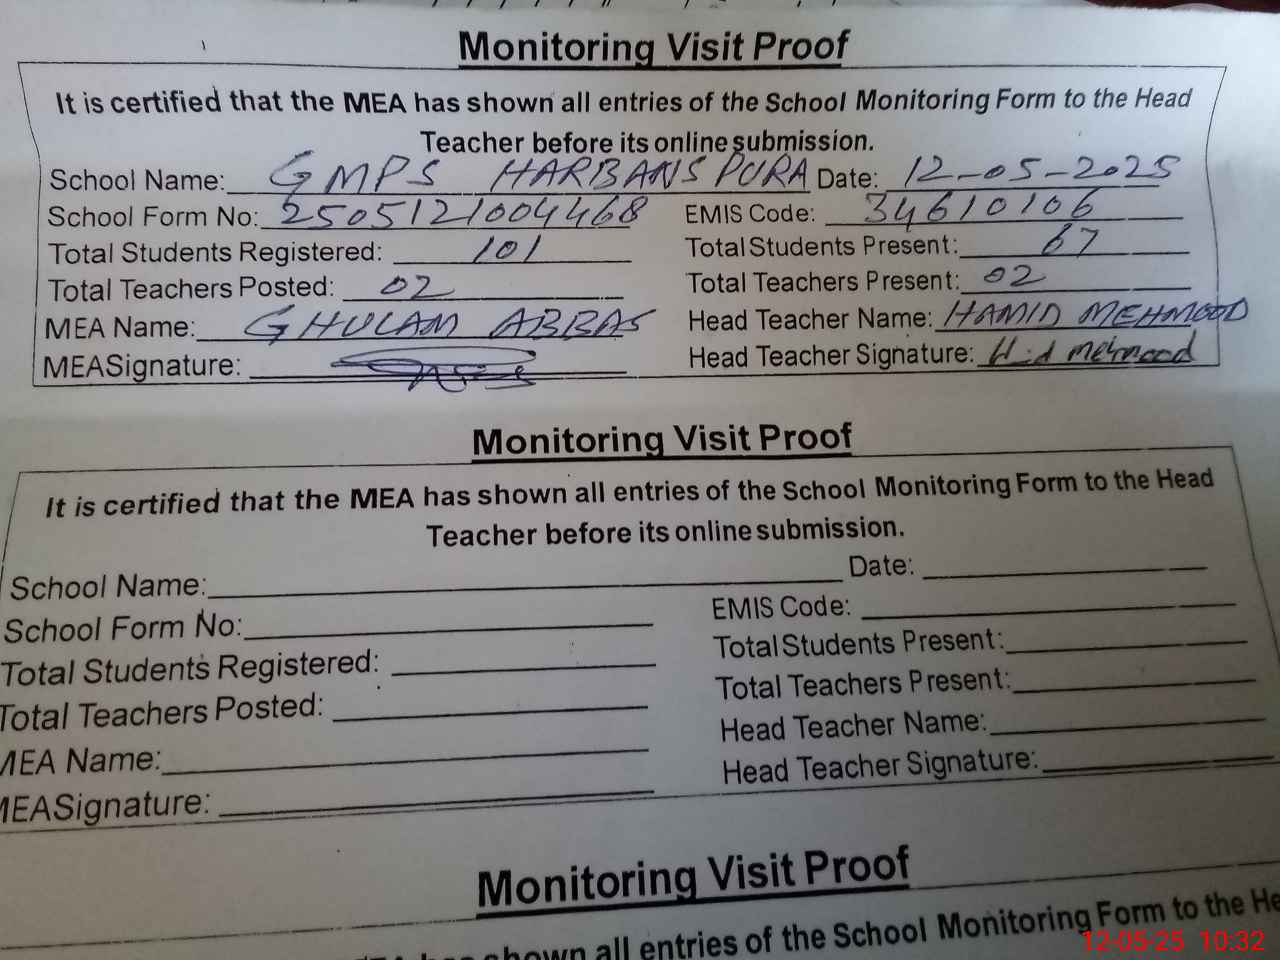 Monitoring Visit Proof
It is certified that the MEA has shown all entries of the School Monitoring Form to the Head
Teacher before its online submission.
School Name: GMPS HARBANSPURA Date: 12-05-2025
School Form No: 2505121004468 EMIS Code: 34610106
Total Students Registered: 101 Total Students Present: 67
Total Teachers Posted: 02 Total Teachers Present: 02
MEA Name: GHULAM ABBAS Head Teacher Name: HAMID MEHMOOD
MEASignature: Head Teacher Signature: H.d mehmood
Monitoring Visit Proof
It is certified that the MEA has shown all entries of the School Monitoring Form to the Head
Teacher before its online submission.
School Name: Date:
School Form No: EMIS Code:
Total Students Registered: Total Students Present:
Total Teachers Posted: Total Teachers Present:
MEA Name: Head Teacher Name:
MEASignature: Head Teacher Signature:
Monitoring Visit Proof
shown all entries of the School Monitoring Form to the He
12-05-25 10:32